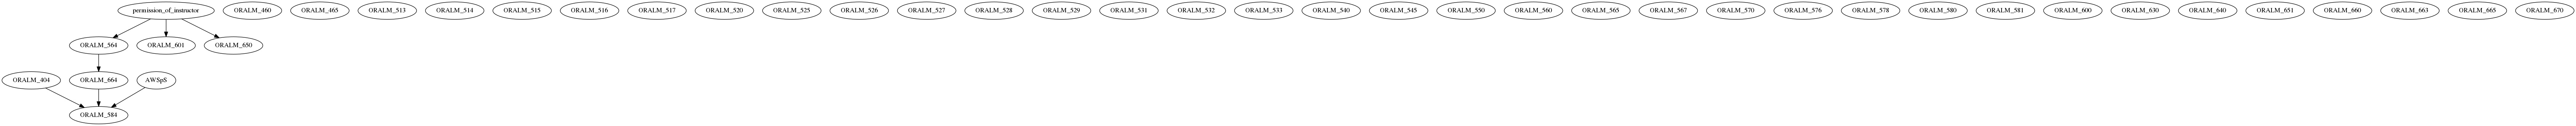 permission_of_instructor ORALM_460 ORALM_465 ORALM_513 ORALM_514 ORALM_515 ORALM_516 ORALM_517 ORALM_520 ORALM_525 ORALM_526 ORALM_527 ORALM_528 ORALM_529 ORALM_531 ORALM_532 ORALM_533 ORALM_540 ORALM_545 ORALM_550 ORALM_560 ORALM_565 ORALM_567 ORALM_570 ORALM_576 ORALM_578 ORALM_580 ORALM_581 ORALM_600 ORALM_630 ORALM_640 ORALM_651 ORALM_660 ORALM_663 ORALM_665 ORALM_670
ORALM_564 ORALM_601 ORALM_650
ORALM_404 ORALM_664 AWSpS
ORALM_584